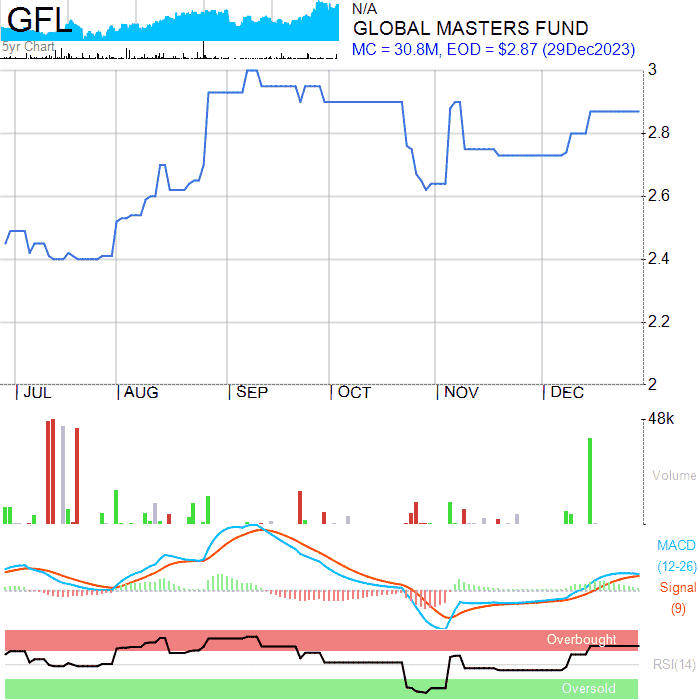 GFL
5yr Chart
N/A
GLOBAL MASTERS FUND
MC = 30.8M, EOD = $2.87 (29Dec2023)
3
2.8
2.6
2.4
2.2
2
JUL AUG SEP OCT NOV DEC
48k
Volume
MACD
(12-26)
Signal
(9)
Overbought
RSI(14)
Oversold